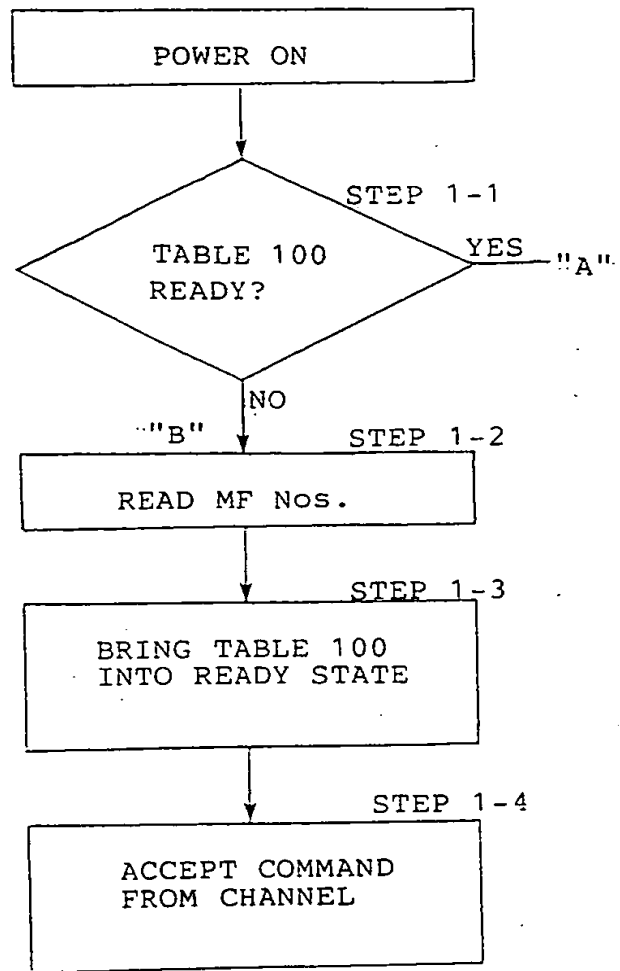 POWER ON
STEP 1-1
TABLE 100
READY?
YES
"A"
NO
"B"
STEP 1-2
READ MF Nos.
STEP 1-3
BRING TABLE 100
INTO READY STATE
STEP 1-4
ACCEPT COMMAND
FROM CHANNEL